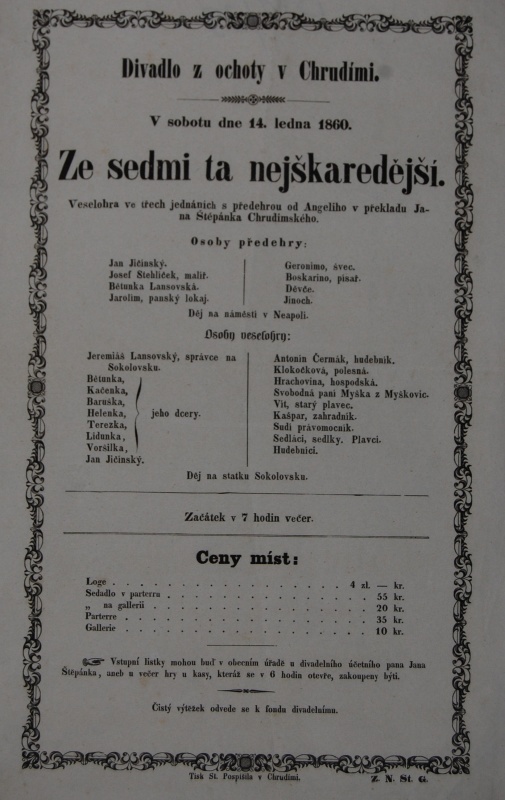 Divadlo z ochoty v Chrudími.
V sobotu dne 14. ledna 1860.
Ze sedmi ta nejškaredější.
Veselohra ve třech jednáních s předehrou od Angeliho v překladu Ja-
na Štěpánka Chrudímského.
Osoby předehry:
Jan Jičinský.
Josef Stehlíček, malíř.
Bětunka Lansovská.
Jarolím, panský lokaj.
Geronimo, švec.
Boskarino, písař.
Děvče.
Jinoch.
Děj na náměstí v Neapoli.
Osoby veselohry:
Jeremiáš Lansovský, správce na
Sokolovsku.
Bětunka,
Kačenka,
Baruška,
Helenka,
Terezka,
Lidunka,
Voršilka,
jeho dcery.
Jan Jičinský.
Antonín Čermák, hudebník.
Klokočková, polesná.
Hrachovina, hospodská.
Svobodná paní Myška z Myškovic.
Vít, starý plavec.
Kašpar, zahradník.
Sudí právomocník.
Sedláci, sedlky. Plavci.
Hudebníci.
Děj na statku Sokolovsku.
Začátek v 7 hodin večer.
Ceny míst:
Loge . . . . . . . . . . . . . . . . . . . . 4 zl. — kr.
Sedadlo v parterru . . . . . . . . . . . . . . . 55 kr.
„ na gallerii . . . . . . . . . . . . . . . . 20 kr.
Parterre . . . . . . . . . . . . . . . . . . 35 kr.
Gallerie . . . . . . . . . . . . . . . . . . 10 kr.
☞ Vstupní lístky mohou buď v obecním úřadě u divadelního účetního pana Jana
Štěpánka, aneb u večer hry u kasy, kteráž se v 6 hodin otevře, zakoupeny býti.
Čistý výtěžek odvede se k fondu divadelnímu.
Tisk St. Pospíšila v Chrudími.
Z. N. St. G.